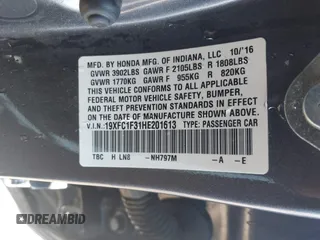 MFD. BY HONDA MFG. OF INDIANA, LLC 10/'16
GVWR 3902LBS GAWR F 2105LBS R 1808LBS
GVWR 1770KG GAWR F 955KG R 820KG
THIS VEHICLE CONFORMS TO ALL APPLICABLE
FEDERAL MOTOR VEHICLE SAFETY, BUMPER,
AND THEFT PREVENTION STANDARDS IN EFFECT
ON THE DATE OF MANUFACTURE SHOWN ABOVE.
V.I.N. 19XFC1F31HE201613 TYPE: PASSENGER CAR
TBC H LN8 -NH797M -A -E
DREAMBID